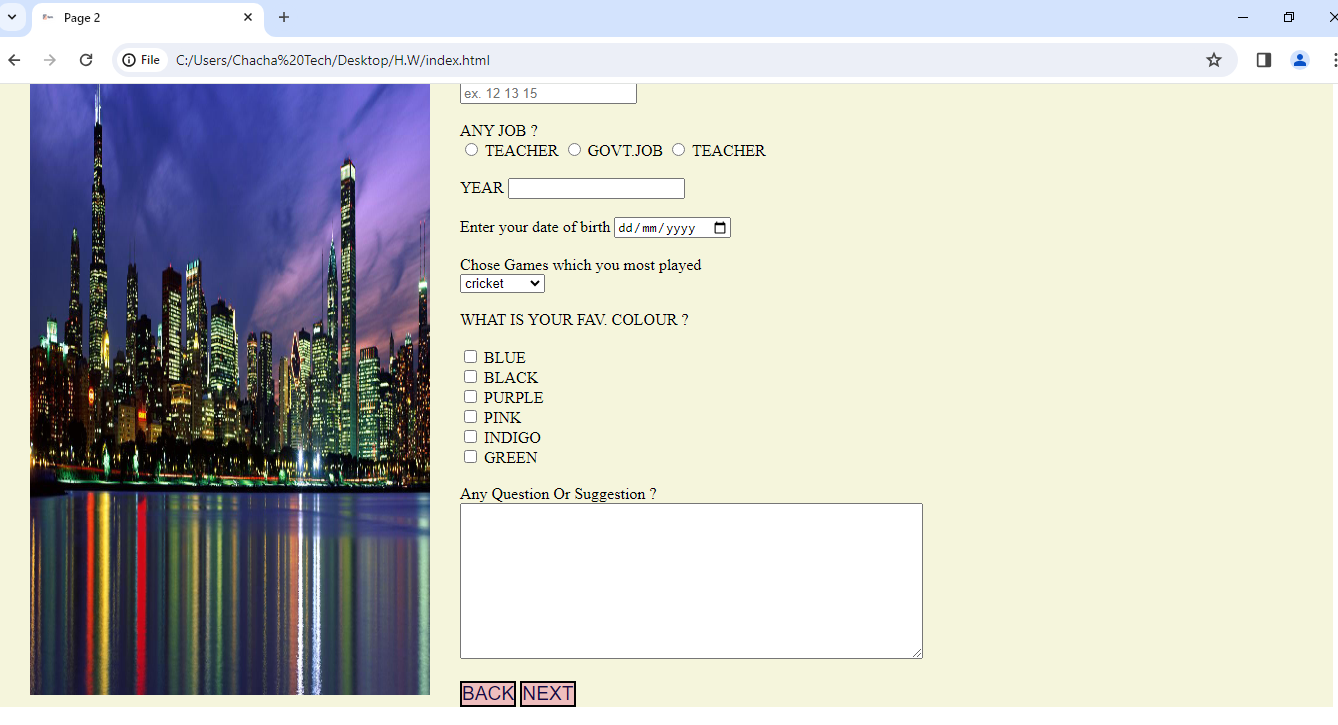 Page 2
File C:/Users/Chacha%20Tech/Desktop/H.W/index.html
ex. 12 13 15
ANY JOB ?
TEACHER GOVT.JOB TEACHER
YEAR
Enter your date of birth dd/mm/yyyy
Chose Games which you most played
cricket
WHAT IS YOUR FAV. COLOUR ?
BLUE
BLACK
PURPLE
PINK
INDIGO
GREEN
Any Question Or Suggestion ?
BACK NEXT